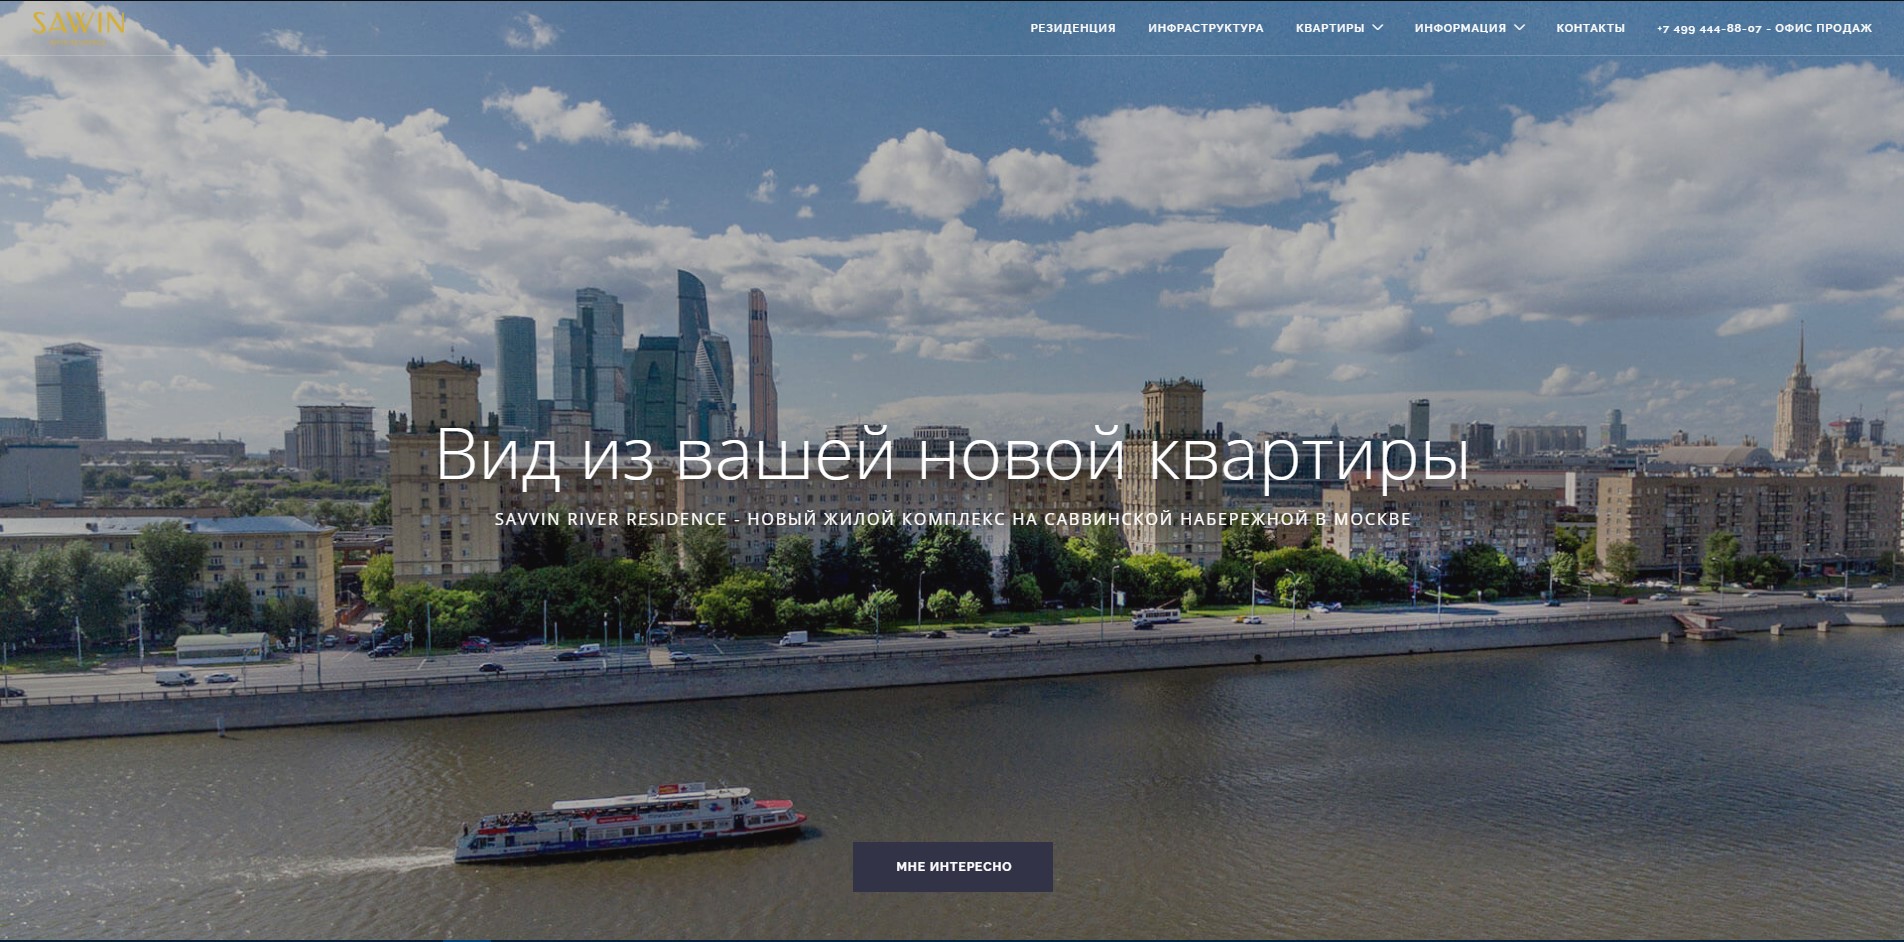 SAVVIN
РЕЗИДЕНЦИЯ
ИНФРАСТРУКТУРА
КВАРТИРЫ
ИНФОРМАЦИЯ
КОНТАКТЫ
+7 499 444-88-07 - ОФИС ПРОДАЖ
Вид из вашей новой квартиры
SAVVIN RIVER RESIDENCE - НОВЫЙ ЖИЛОЙ КОМПЛЕКС НА САВВИНСКОЙ НАБЕРЕЖНОЙ В МОСКВЕ
МНЕ ИНТЕРЕСНО